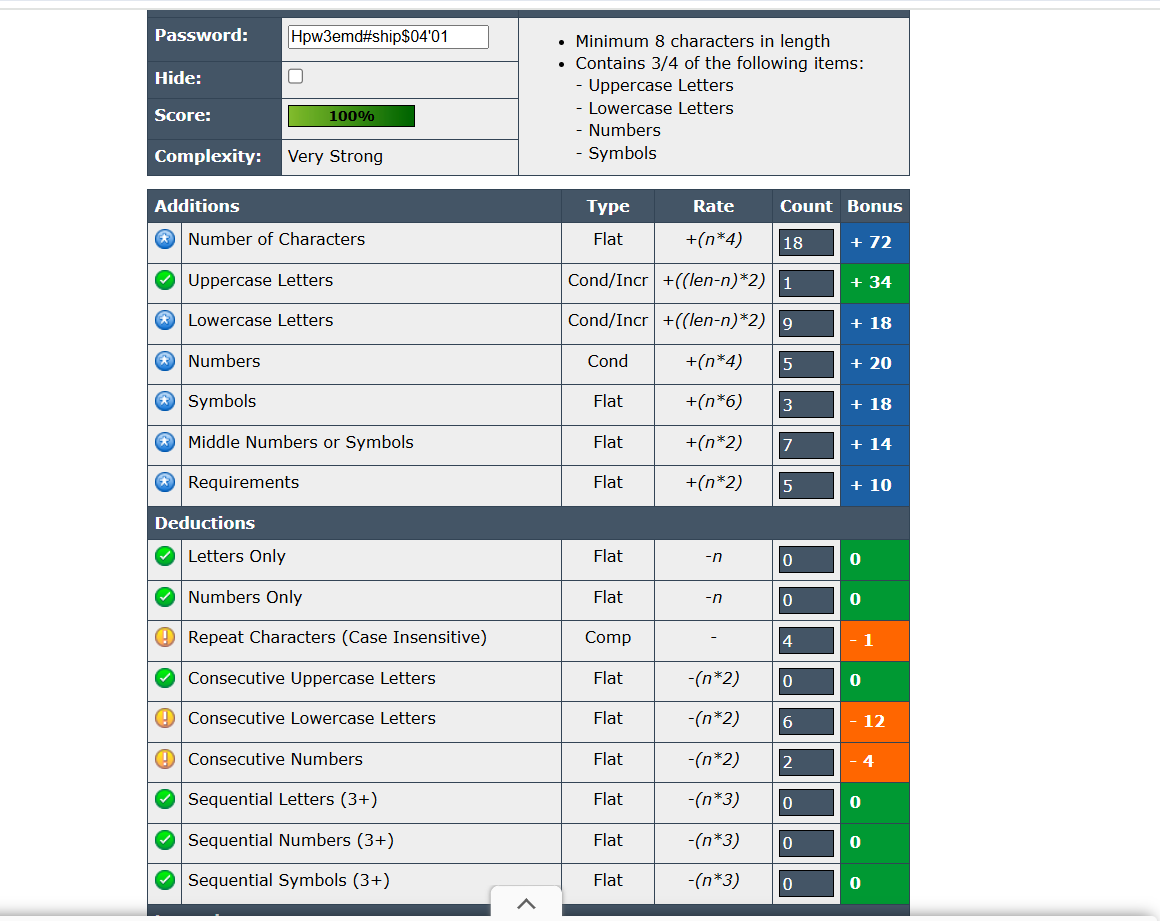 Password: Hpw3emd#ship$04'01
Hide:
Score: 100%
Complexity: Very Strong
• Minimum 8 characters in length
• Contains 3/4 of the following items:
- Uppercase Letters
- Lowercase Letters
- Numbers
- Symbols
Additions Type Rate Count Bonus
Number of Characters Flat +(n*4) 18 + 72
Uppercase Letters Cond/Incr +((len-n)*2) 1 + 34
Lowercase Letters Cond/Incr +((len-n)*2) 9 + 18
Numbers Cond +(n*4) 5 + 20
Symbols Flat +(n*6) 3 + 18
Middle Numbers or Symbols Flat +(n*2) 7 + 14
Requirements Flat +(n*2) 5 + 10
Deductions
Letters Only Flat -n 0 0
Numbers Only Flat -n 0 0
Repeat Characters (Case Insensitive) Comp - 4 - 1
Consecutive Uppercase Letters Flat -(n*2) 0 0
Consecutive Lowercase Letters Flat -(n*2) 6 - 12
Consecutive Numbers Flat -(n*2) 2 - 4
Sequential Letters (3+) Flat -(n*3) 0 0
Sequential Numbers (3+) Flat -(n*3) 0 0
Sequential Symbols (3+) Flat -(n*3) 0 0